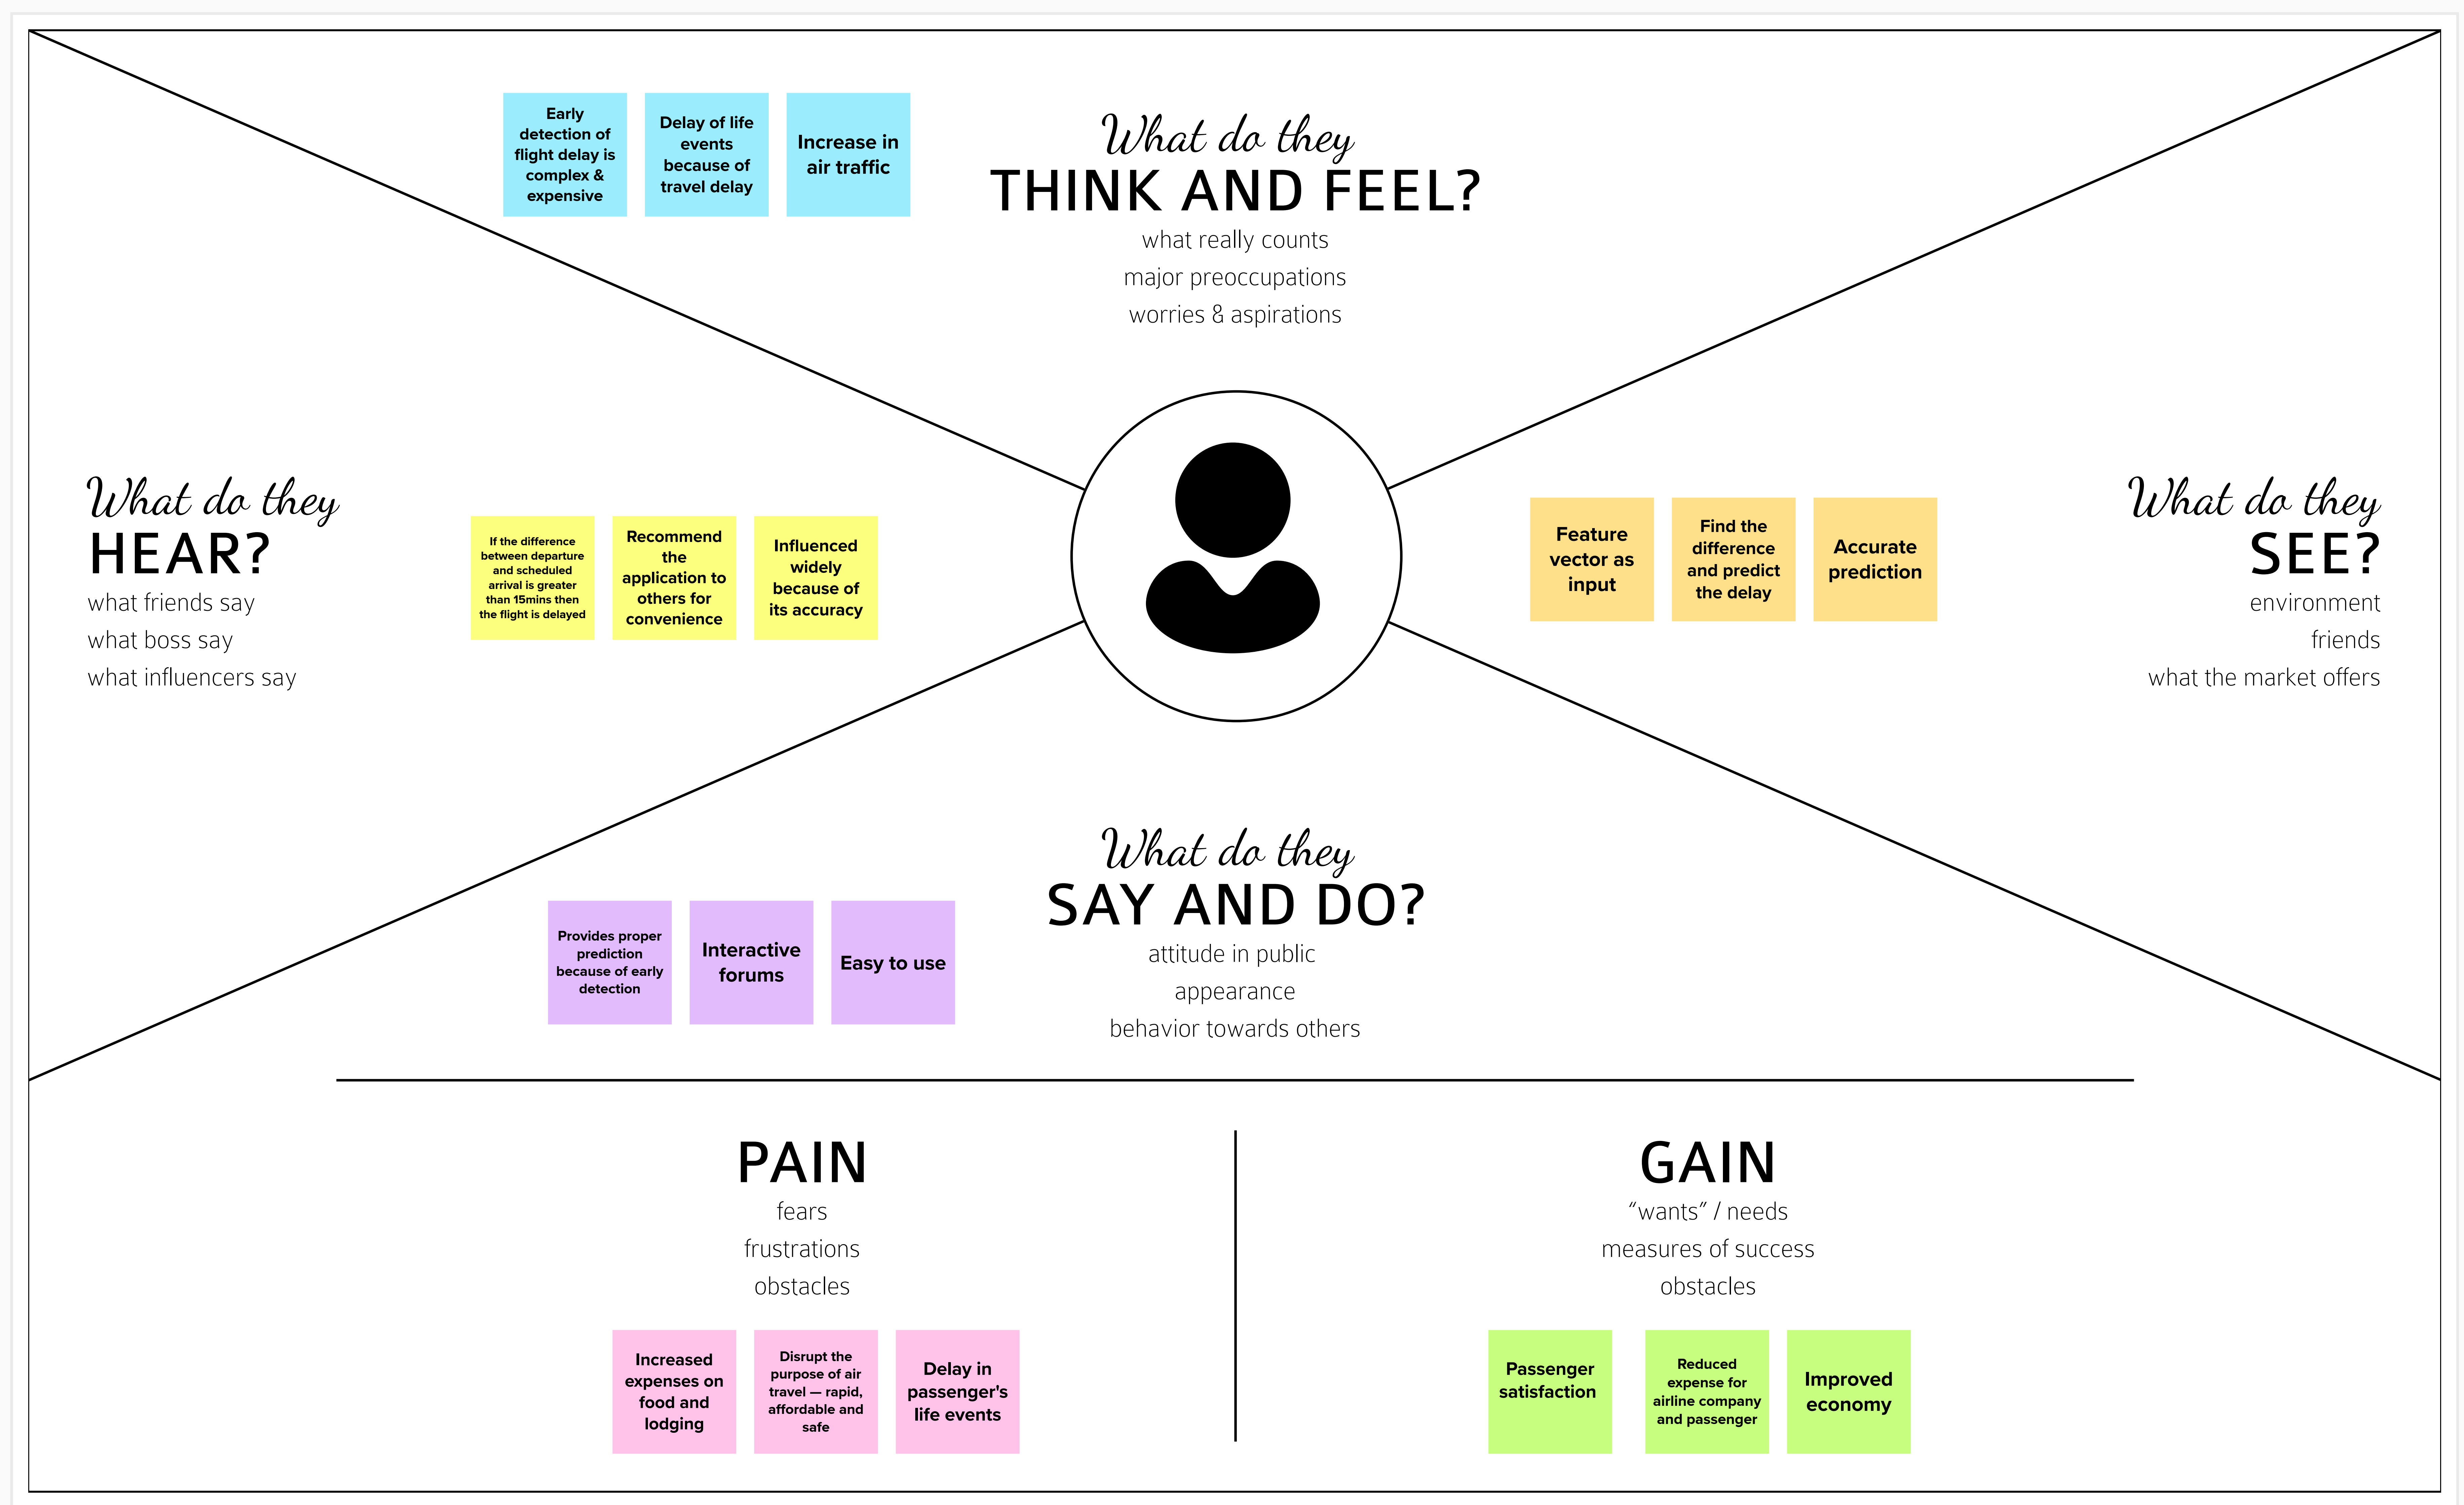 What do they
THINK AND FEEL?
what really counts
major preoccupations
worries & aspirations
Early
detection of
flight delay is
complex &
expensive
Delay of life
events
because of
travel delay
Increase in
air traffic
What do they
HEAR?
what friends say
what boss say
what influencers say
If the difference
between departure
and scheduled
arrival is greater
than 15mins then
the flight is delayed
Recommend
the
application to
others for
convenience
Influenced
widely
because of
its accuracy
Feature
vector as
input
Find the
difference
and predict
the delay
Accurate
prediction
What do they
SEE?
environment
friends
what the market offers
What do they
SAY AND DO?
attitude in public
appearance
behavior towards others
Provides proper
prediction
because of early
detection
Interactive
forums
Easy to use
PAIN
fears
frustrations
obstacles
Increased
expenses on
food and
lodging
Disrupt the
purpose of air
travel — rapid,
affordable and
safe
Delay in
passenger's
life events
GAIN
“wants” / needs
measures of success
obstacles
Passenger
satisfaction
Reduced
expense for
airline company
and passenger
Improved
economy